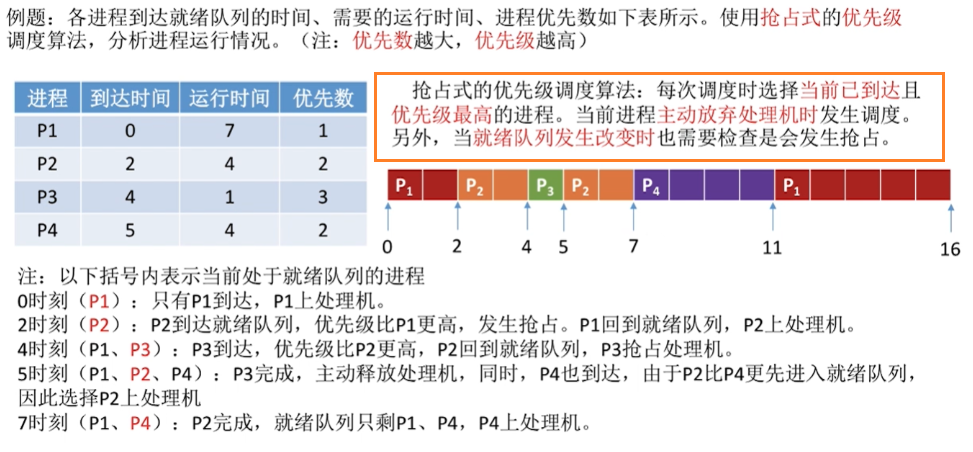 例题：各进程到达就绪队列的时间、需要的运行时间、进程优先数如下表所示。使用抢占式的优先级
调度算法，分析进程运行情况。（注：优先数越大，优先级越高）
进程 到达时间 运行时间 优先数
P1 0 7 1
P2 2 4 2
P3 4 1 3
P4 5 4 2
抢占式的优先级调度算法：每次调度时选择当前已到达且
优先级最高的进程。当前进程主动放弃处理机时发生调度。
另外，当就绪队列发生改变时也需要检查是会发生抢占。
P1 P2 P3 P2 P4 P1
0 2 4 5 7 11 16
注：以下括号内表示当前处于就绪队列的进程
0时刻（P1）：只有P1到达，P1上处理机。
2时刻（P2）：P2到达就绪队列，优先级比P1更高，发生抢占。P1回到就绪队列，P2上处理机。
4时刻（P1、P3）：P3到达，优先级比P2更高，P2回到就绪队列，P3抢占处理机。
5时刻（P1、P2、P4）：P3完成，主动释放处理机，同时，P4也到达，由于P2比P4更先进入就绪队列，
因此选择P2上处理机
7时刻（P1、P4）：P2完成，就绪队列只剩P1、P4，P4上处理机。